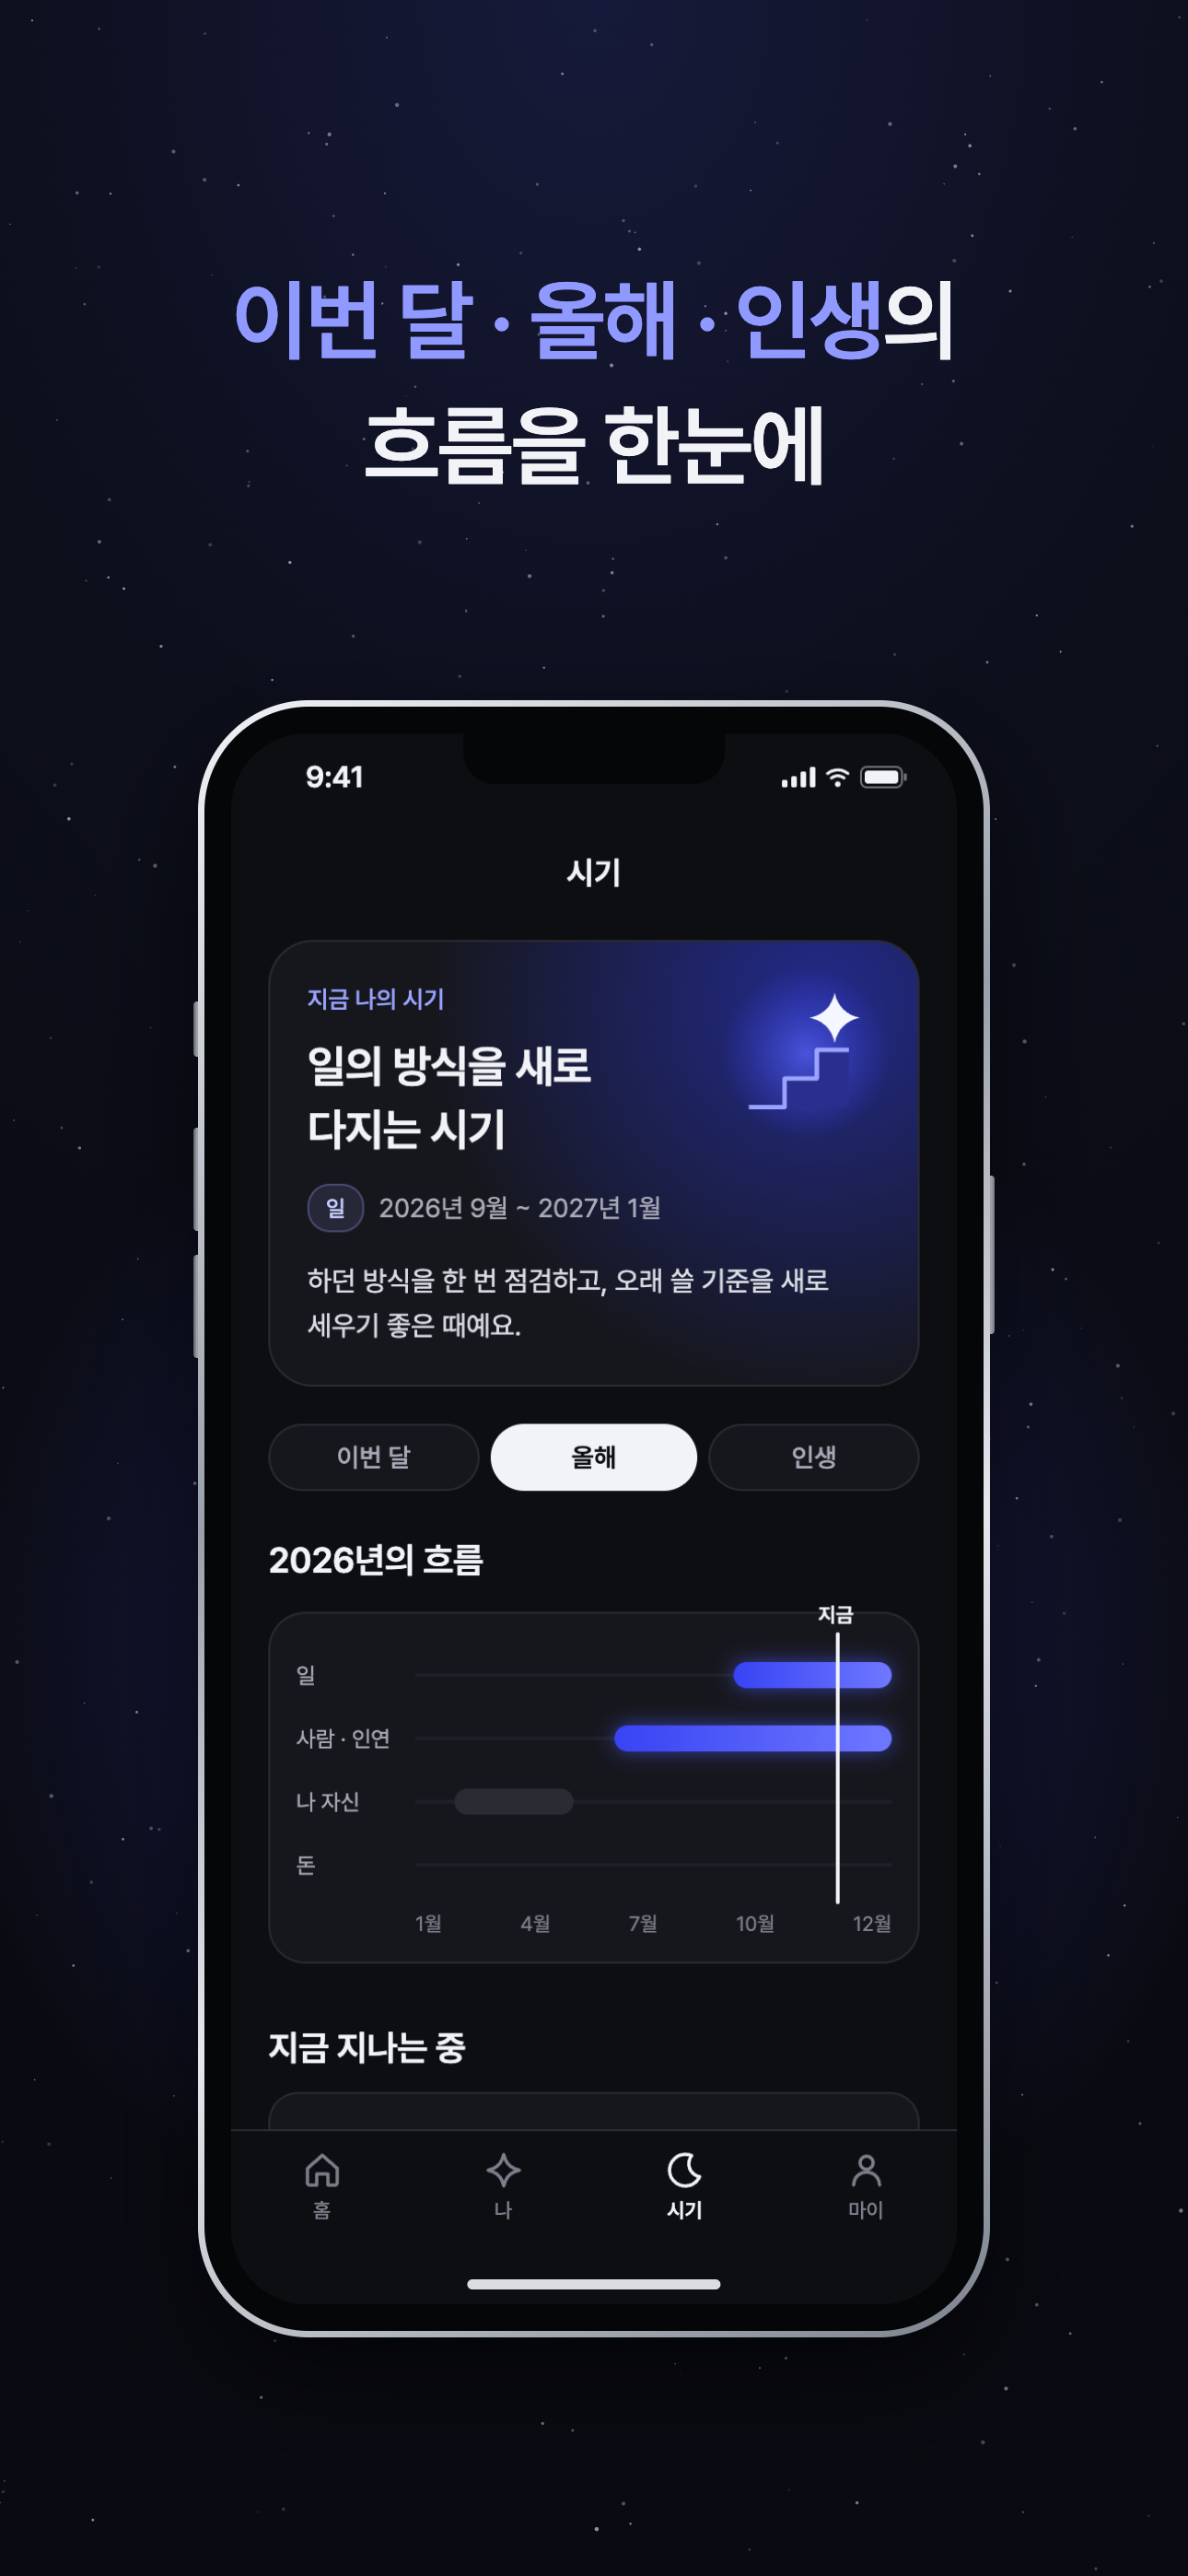 이번 달 · 올해 · 인생의
흐름을 한눈에
9:41
시기
지금 나의 시기
일의 방식을 새로
다지는 시기
일 2026년 9월 ~ 2027년 1월
하던 방식을 한 번 점검하고, 오래 쓸 기준을 새로
세우기 좋은 때예요.
이번 달 올해 인생
2026년의 흐름
지금
일
사람 · 인연
나 자신
돈
1월 4월 7월 10월 12월
지금 지나는 중
홈 나 시기 마이